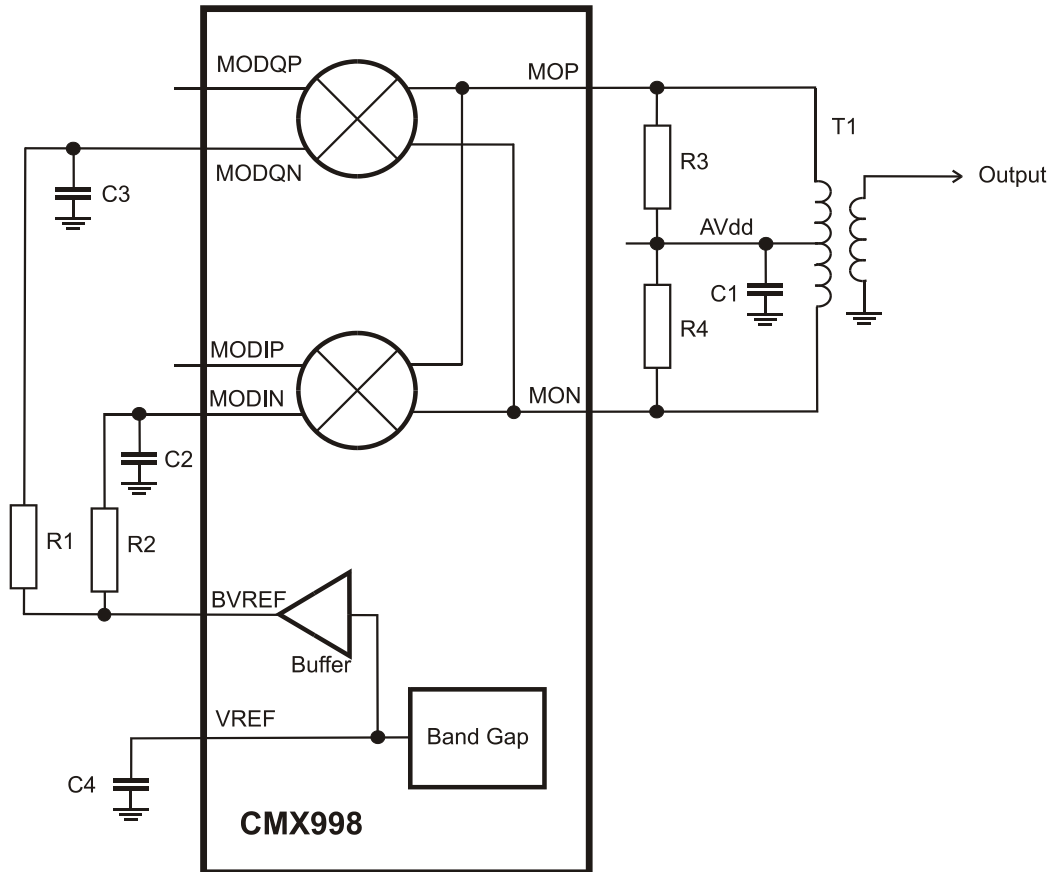 MODQP
MOP
T1
MODQN
C3
R3
Output
AVdd
C1
R4
MODIP
MODIN
MON
C2
R1
R2
BVREF
Buffer
VREF
Band Gap
C4
CMX998